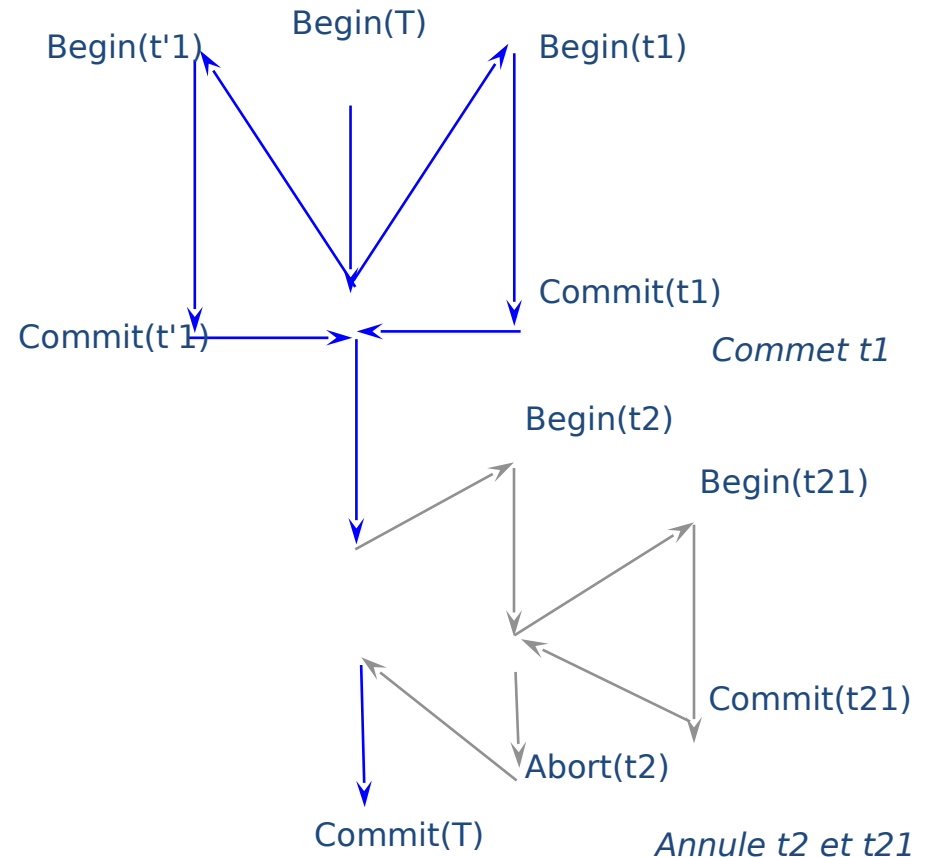 Begin(T)
Begin(t'1)
Begin(t1)
Commit(t1)
Commit(t'1)
Commet t1
Begin(t2)
Begin(t21)
Commit(t21)
Abort(t2)
Commit(T)
Annule t2 et t21